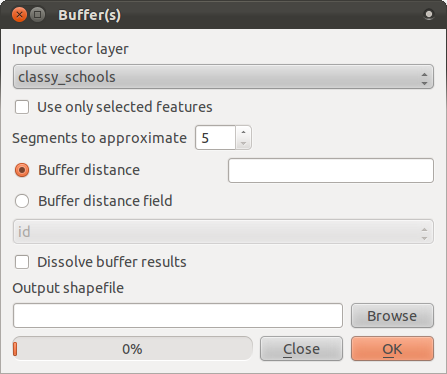 Buffer(s)
Input vector layer
classy_schools
Use only selected features
Segments to approximate 5
Buffer distance
Buffer distance field
id
Dissolve buffer results
Output shapefile
Browse
0% Close OK